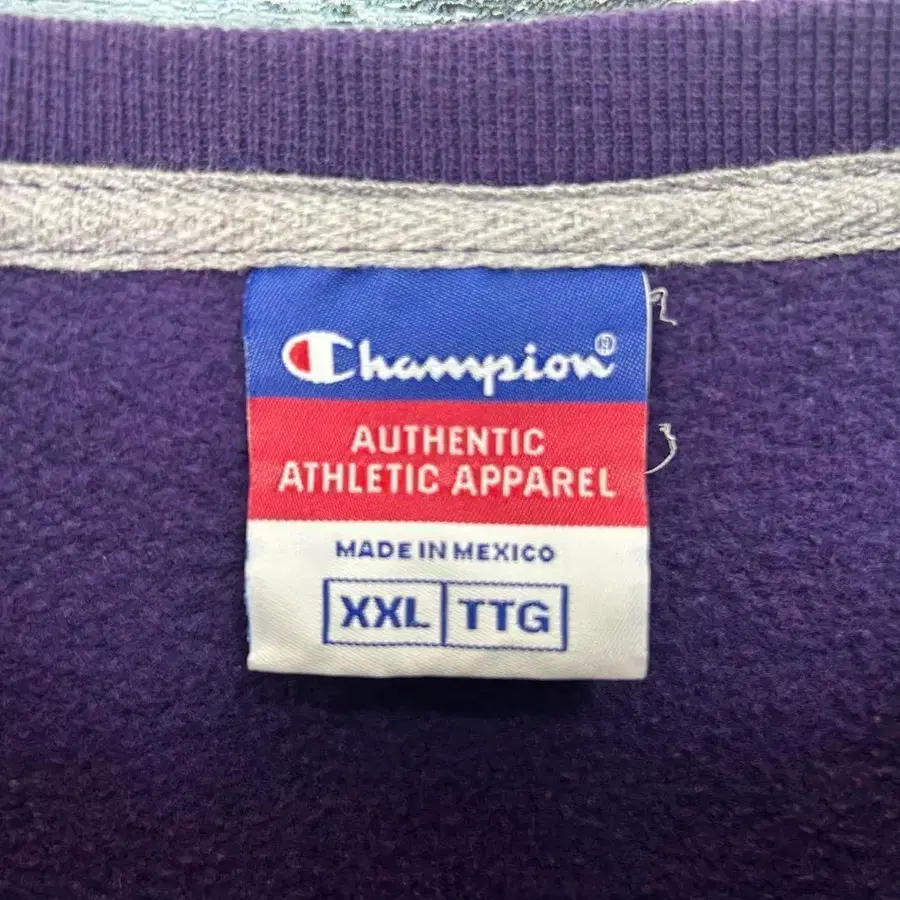 Champion®
AUTHENTIC
ATHLETIC APPAREL
MADE IN MEXICO
XXL TTG